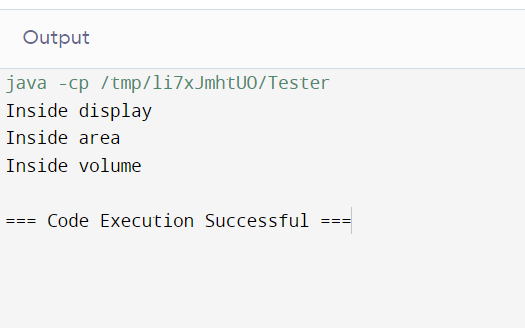 Output
java -cp /tmp/li7xJmhtUO/Tester
Inside display
Inside area
Inside volume
=== Code Execution Successful ===